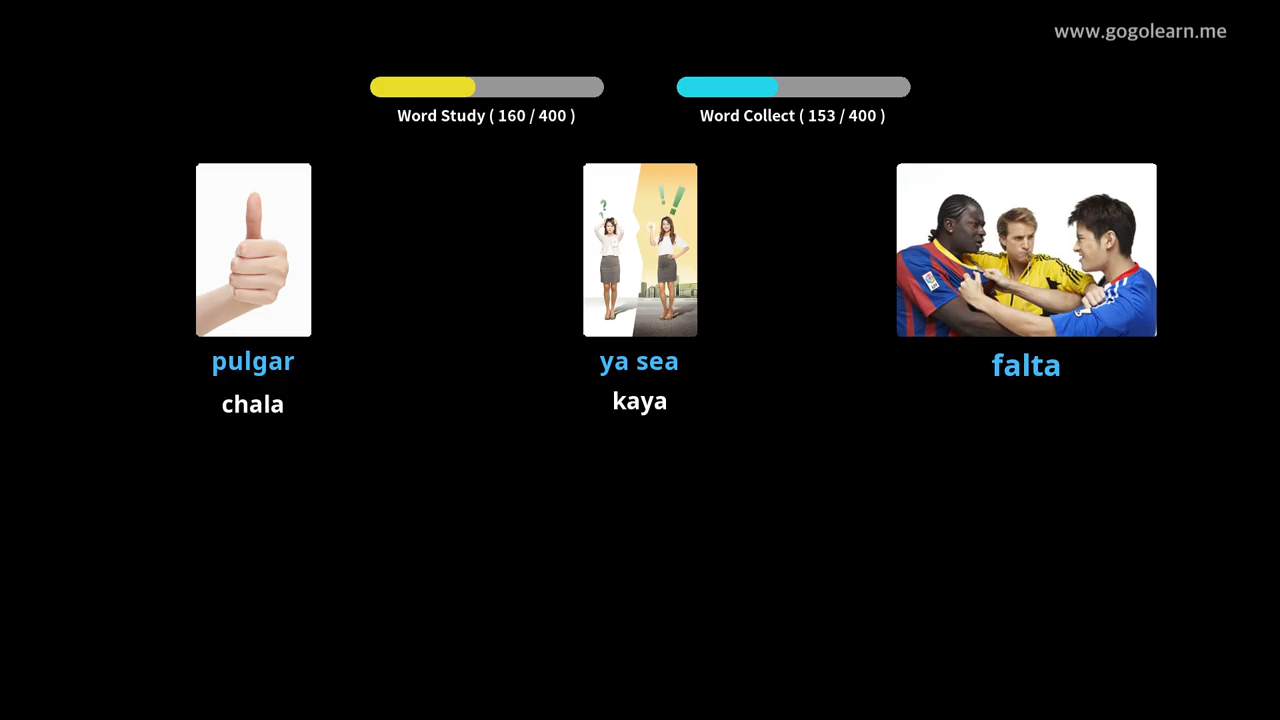 www.gogolearn.me
Word Study ( 160 / 400 )
Word Collect ( 153 / 400 )
pulgar
chala
ya sea
kaya
falta